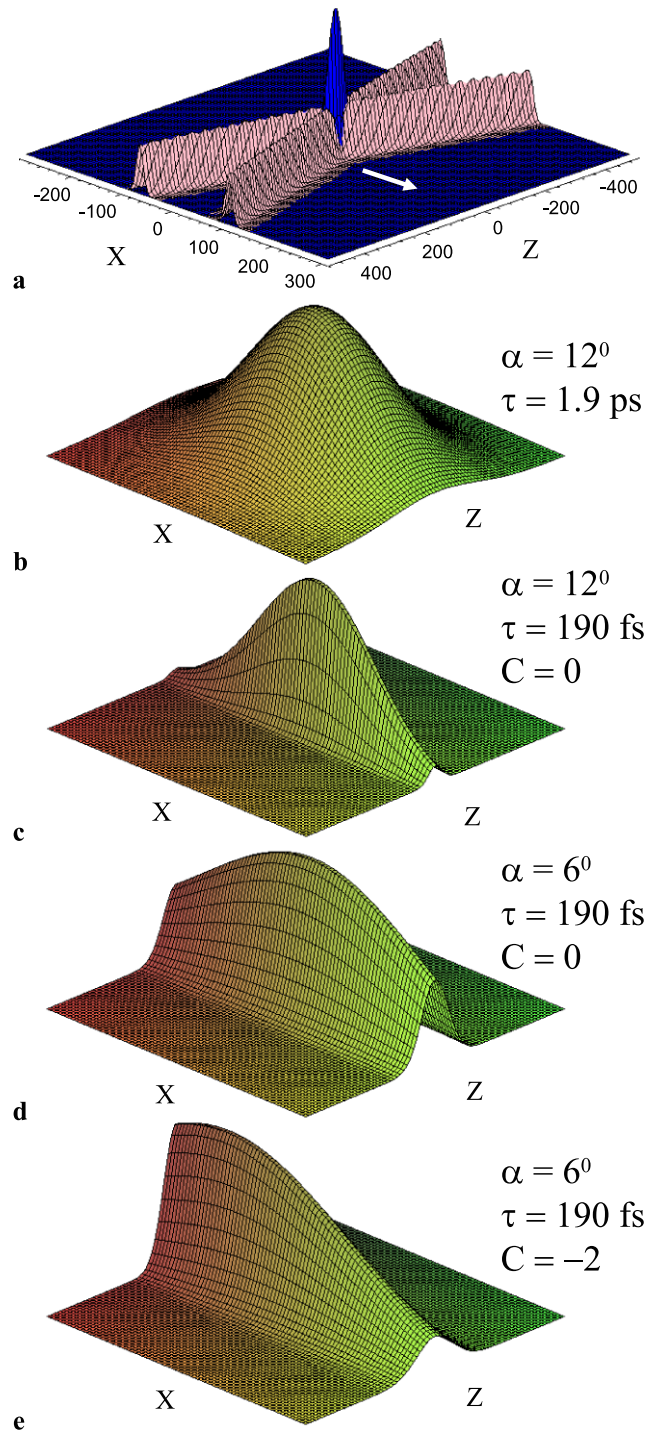 -200
-100
0
100
200
300
X
400
200
0
-200
-400
Z
a
α = 12⁰
τ = 1.9 ps
X
Z
b
α = 12⁰
τ = 190 fs
C = 0
X
Z
c
α = 6⁰
τ = 190 fs
C = 0
X
Z
d
α = 6⁰
τ = 190 fs
C = −2
X
Z
e